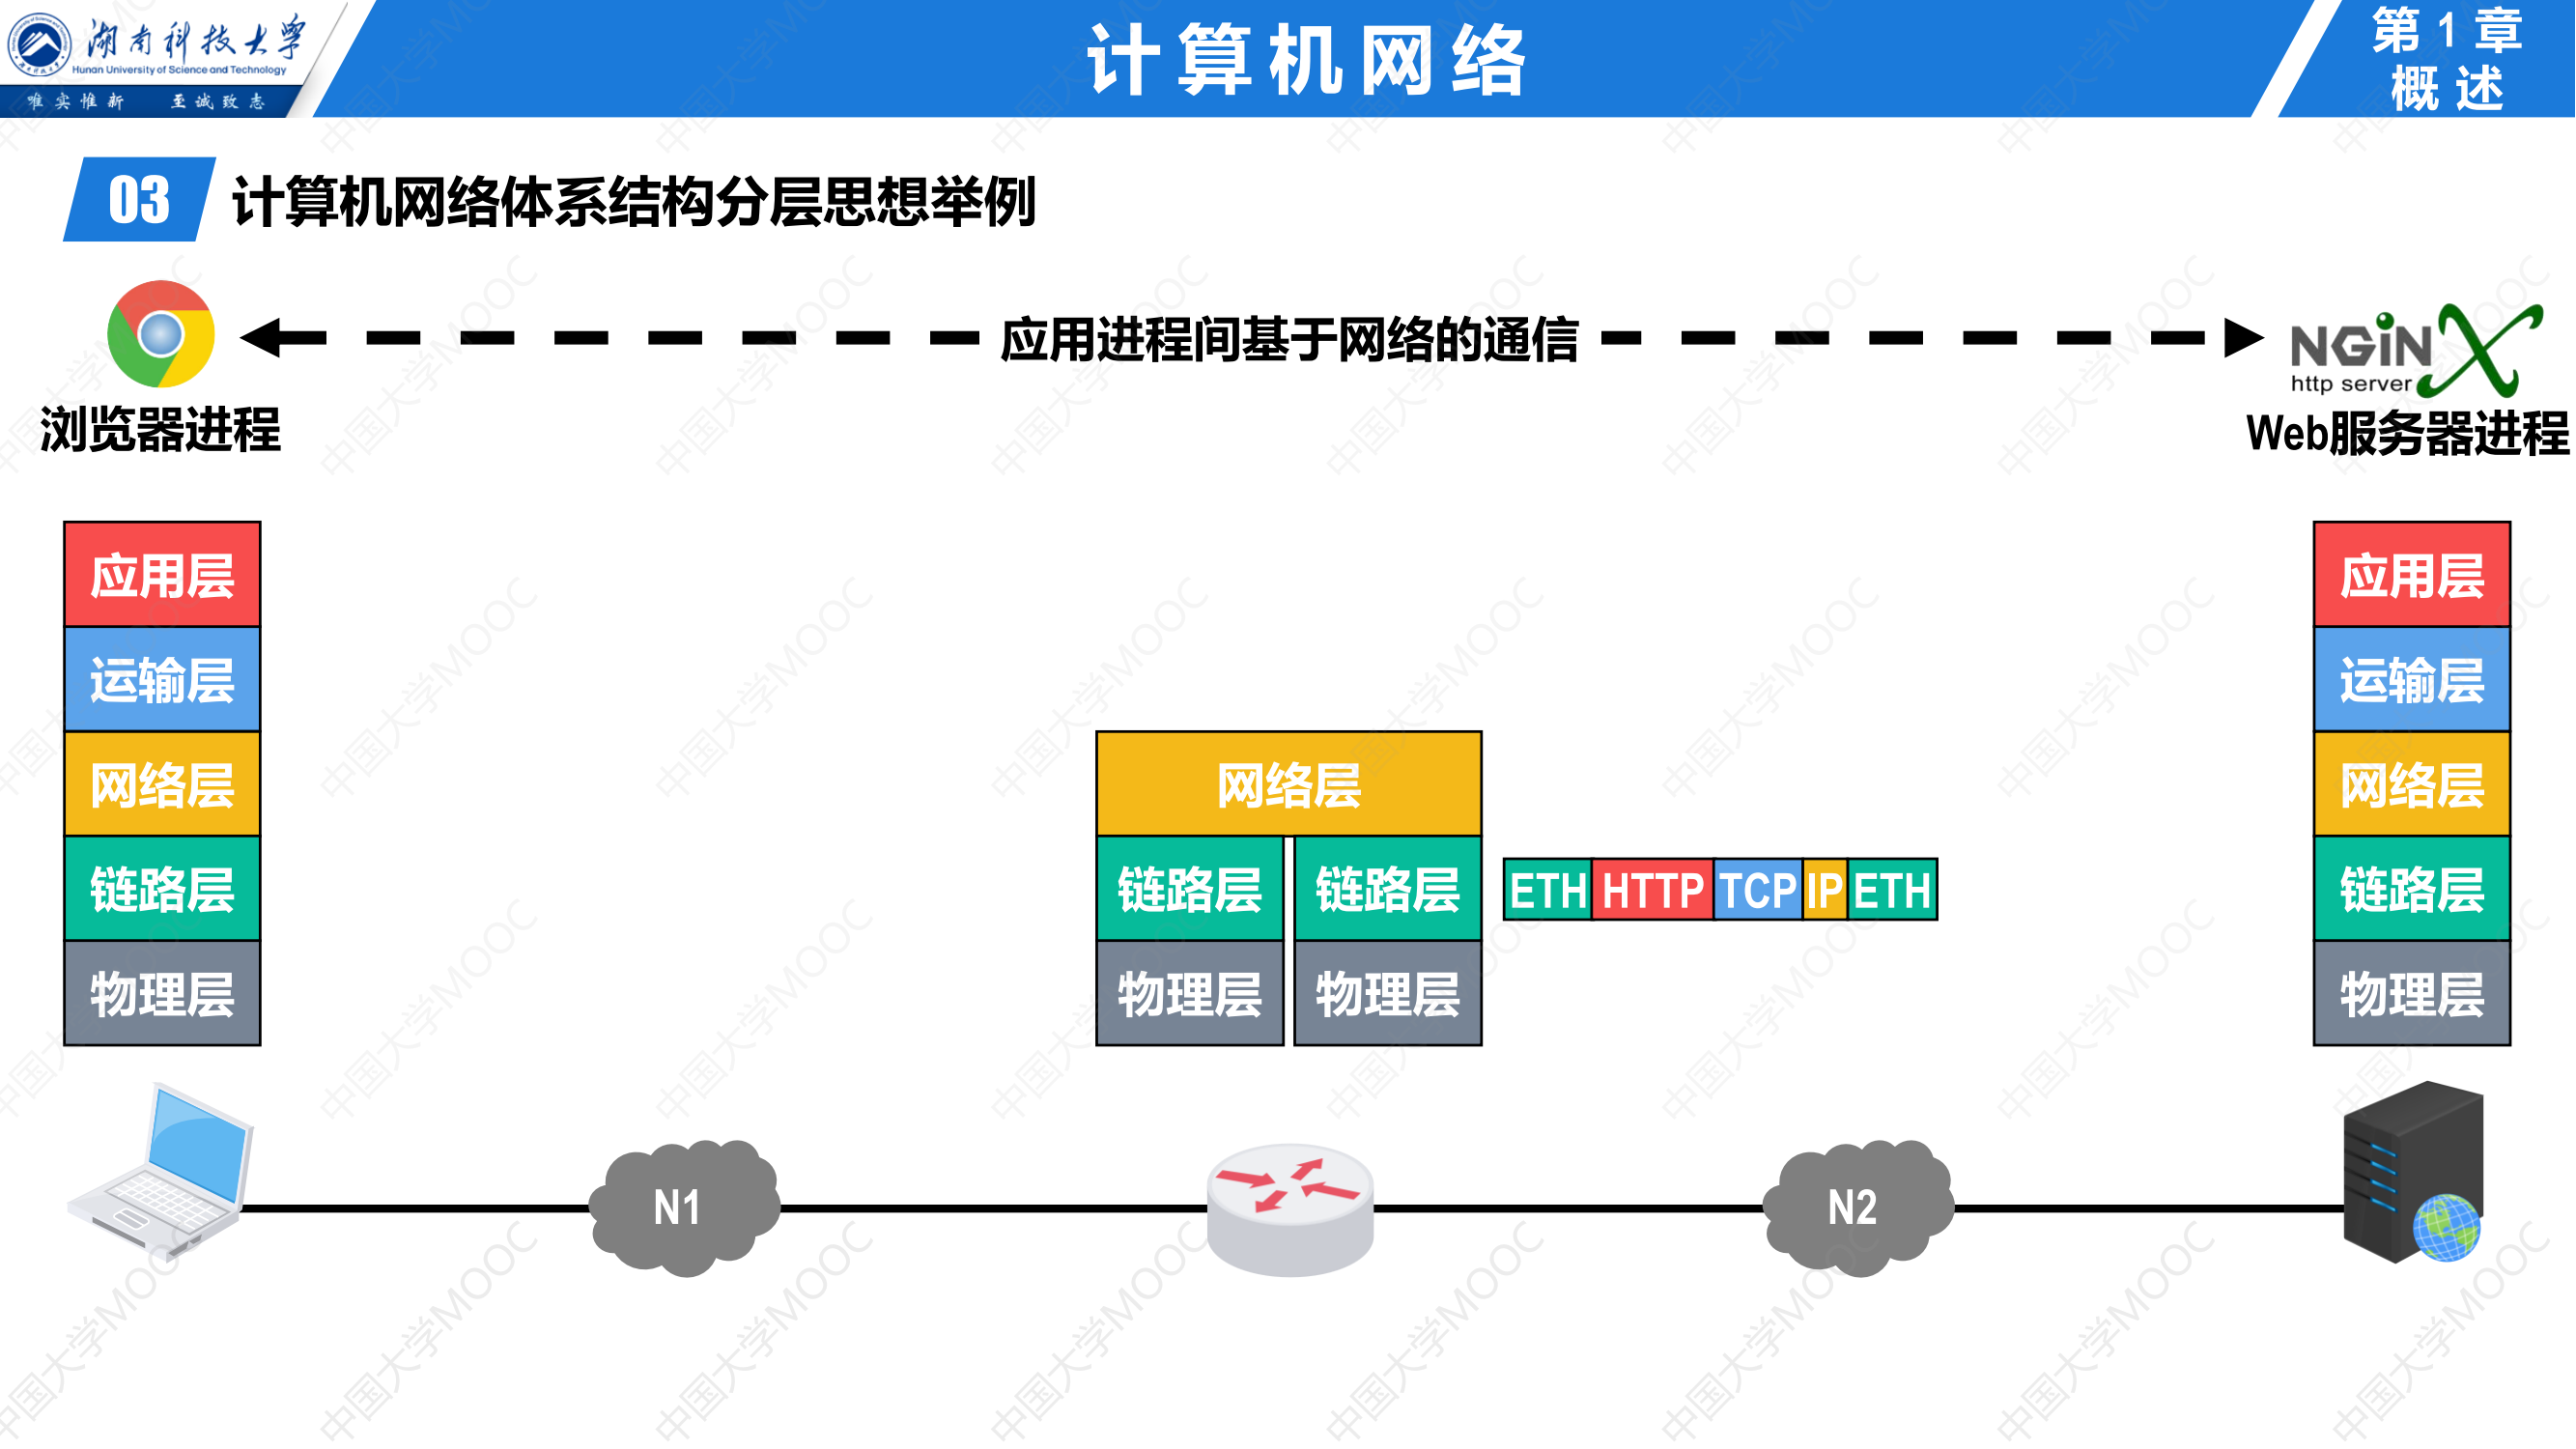 湖南科技大学
Hunan University of Science and Technology
唯实惟新 至诚致志
计算机网络
第1章
概述
03 计算机网络体系结构分层思想举例
应用进程间基于网络的通信
NGiNX
http server
浏览器进程
Web服务器进程
应用层
运输层
网络层
链路层
物理层
网络层
链路层 链路层
物理层 物理层
ETH HTTP TCP IP ETH
应用层
运输层
网络层
链路层
物理层
N1
N2
中国大学MOOC